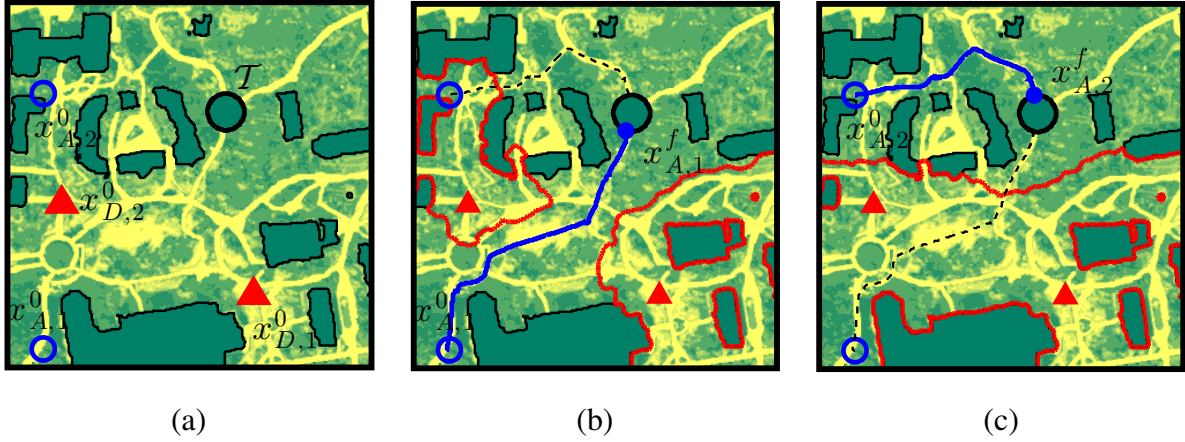 𝒯
x⁰_{A,2}
x⁰_{D,2}
x⁰_{A,1}
x⁰_{D,1}
(a)
x^f_{A,1}
x⁰_{A,1}
(b)
x^f_{A,2}
x⁰_{A,2}
(c)